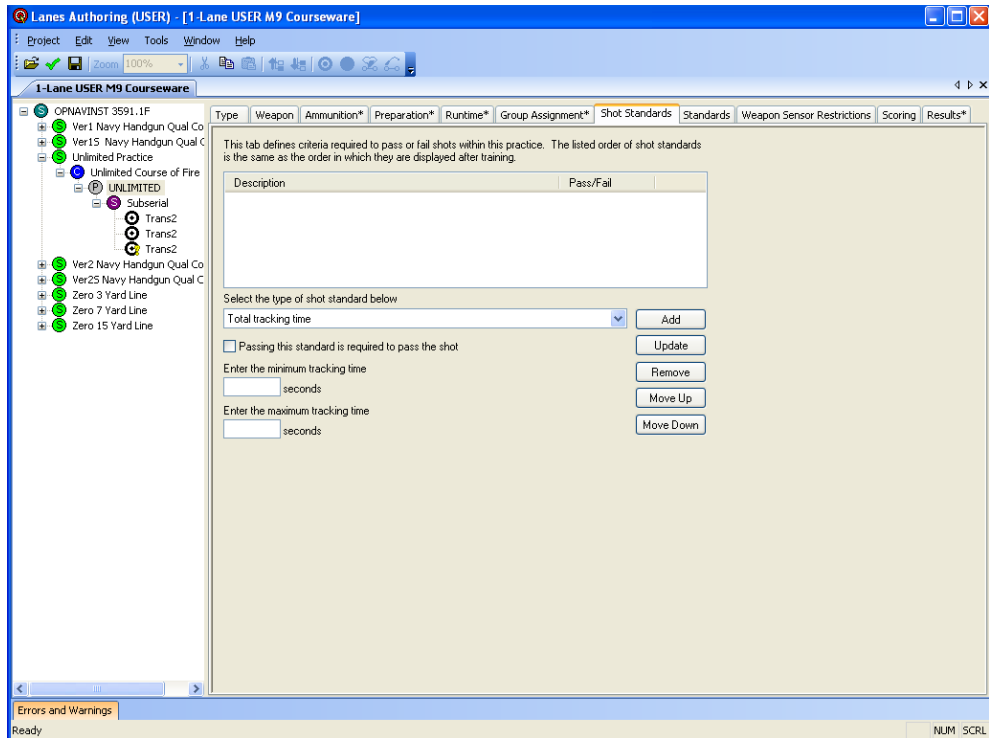 Lanes Authoring (USER) - [1-Lane USER M9 Courseware]
Project Edit View Tools Window Help
Zoom 100%
1-Lane USER M9 Courseware
OPNAVINST 3591.1F
Ver1 Navy Handgun Qual Co
Ver1S Navy Handgun Qual C
Unlimited Practice
Unlimited Course of Fire
UNLIMITED
Subserial
Trans2
Trans2
Trans2
Ver2 Navy Handgun Qual Co
Ver2S Navy Handgun Qual C
Zero 3 Yard Line
Zero 7 Yard Line
Zero 15 Yard Line
Type Weapon Ammunition* Preparation* Runtime* Group Assignment* Shot Standards Standards Weapon Sensor Restrictions Scoring Results*
This tab defines criteria required to pass or fail shots within this practice. The listed order of shot standards
is the same as the order in which they are displayed after training.
Description Pass/Fail
Select the type of shot standard below
Total tracking time Add
Passing this standard is required to pass the shot Update
Enter the minimum tracking time Remove
seconds
Move Up
Enter the maximum tracking time
seconds Move Down
Errors and Warnings
Ready NUM SCRL